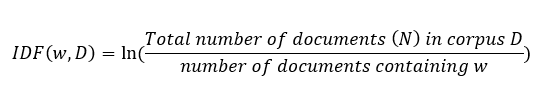 IDF(w, D) = ln(Total number of documents (N) in corpus D / number of documents containing w)